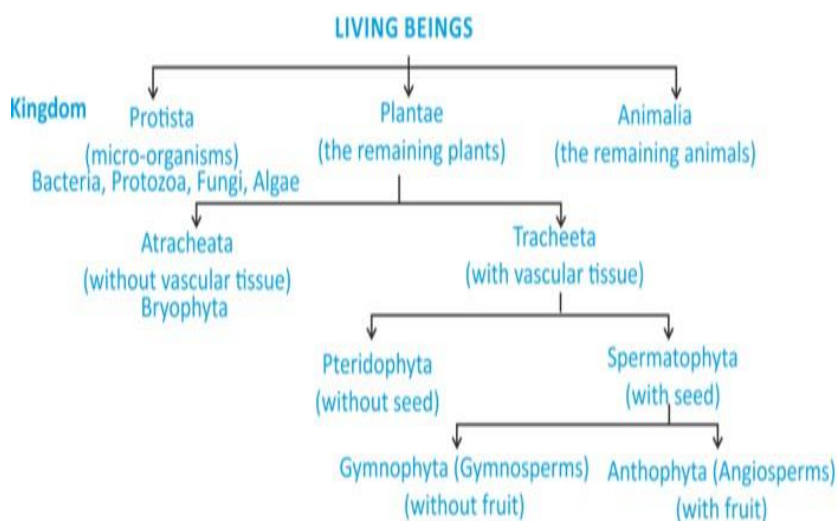 LIVING BEINGS
Kingdom
Protista
(micro-organisms)
Bacteria, Protozoa, Fungi, Algae
Plantae
(the remaining plants)
Animalia
(the remaining animals)
Atracheata
(without vascular tissue)
Bryophyta
Tracheeta
(with vascular tissue)
Pteridophyta
(without seed)
Spermatophyta
(with seed)
Gymnophyta (Gymnosperms)
(without fruit)
Anthophyta (Angiosperms)
(with fruit)